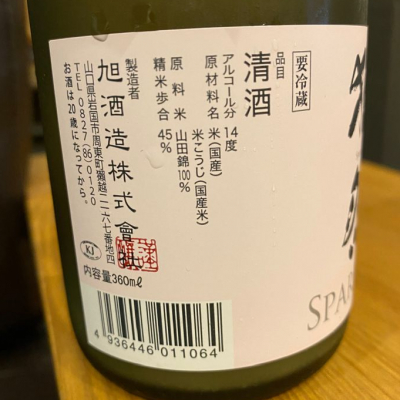 要冷蔵
品目
清酒
アルコール分 14度
原材料名 米(国産)
米こうじ(国産米)
原料米 山田錦100%
精米歩合 45%
製造者
旭酒造株式會社
山口県岩国市周東町獺越二一六七番地四
TEL 0827(86)0120
お酒は20歳になってから。
KJ
内容量360mℓ
4 936446 011064
SPAR